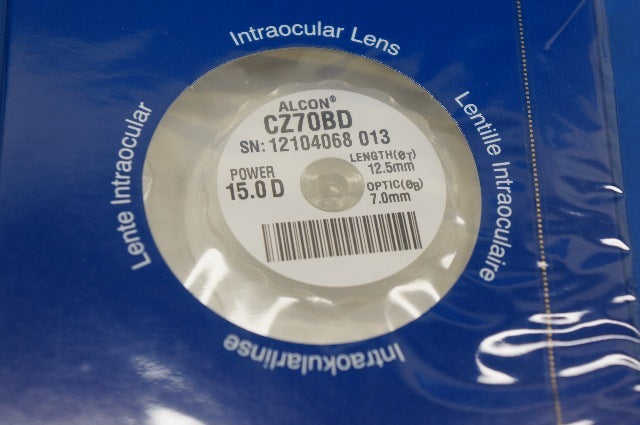 Intraocular Lens
Lente Intraocular
Lentille Intraoculaire
Intraokularlinse
ALCON®
CZ70BD
SN: 12104068 013
POWER
15.0 D
LENGTH(ØT)
12.5mm
OPTIC(ØB)
7.0mm